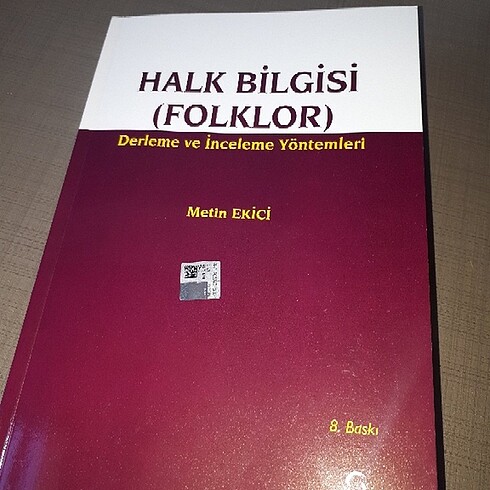 HALK BİLGİSİ
(FOLKLOR)
Derleme ve İnceleme Yöntemleri
Metin EKİCİ
8. Baskı